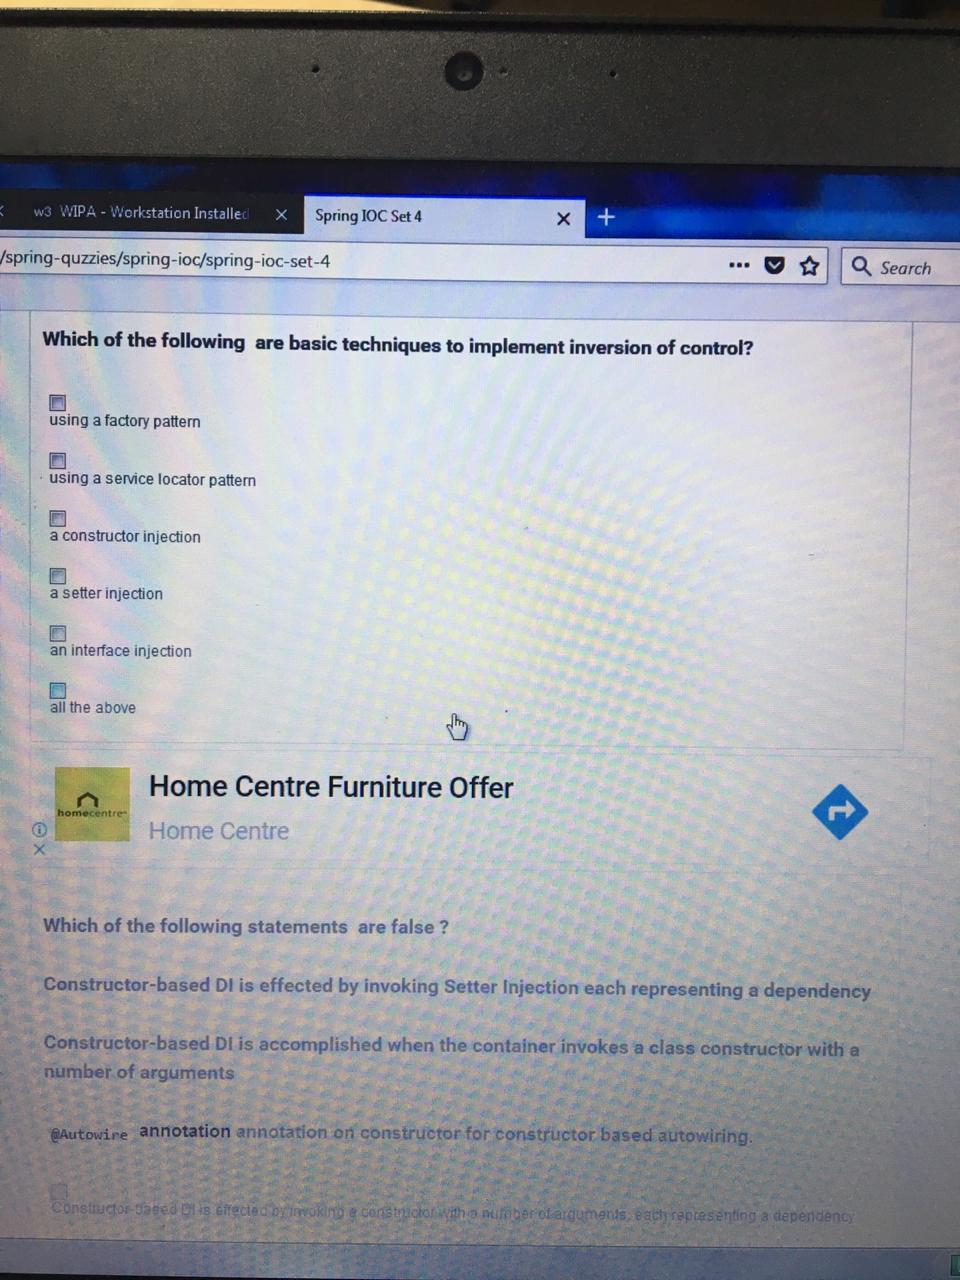 w3 WIPA - Workstation Installed
Spring IOC Set 4
/spring-quzzies/spring-ioc/spring-ioc-set-4
Search
Which of the following are basic techniques to implement inversion of control?
using a factory pattern
using a service locator pattern
a constructor injection
a setter injection
an interface injection
all the above
Home Centre Furniture Offer
homecentre
Home Centre
Which of the following statements are false ?
Constructor-based DI is effected by invoking Setter Injection each representing a dependency
Constructor-based DI is accomplished when the container invokes a class constructor with a
number of arguments
@Autowire annotation annotation on constructor for constructor based autowiring.
Constructor-based DI is effected by invoking a constructor with a number of arguments, each representing a dependency